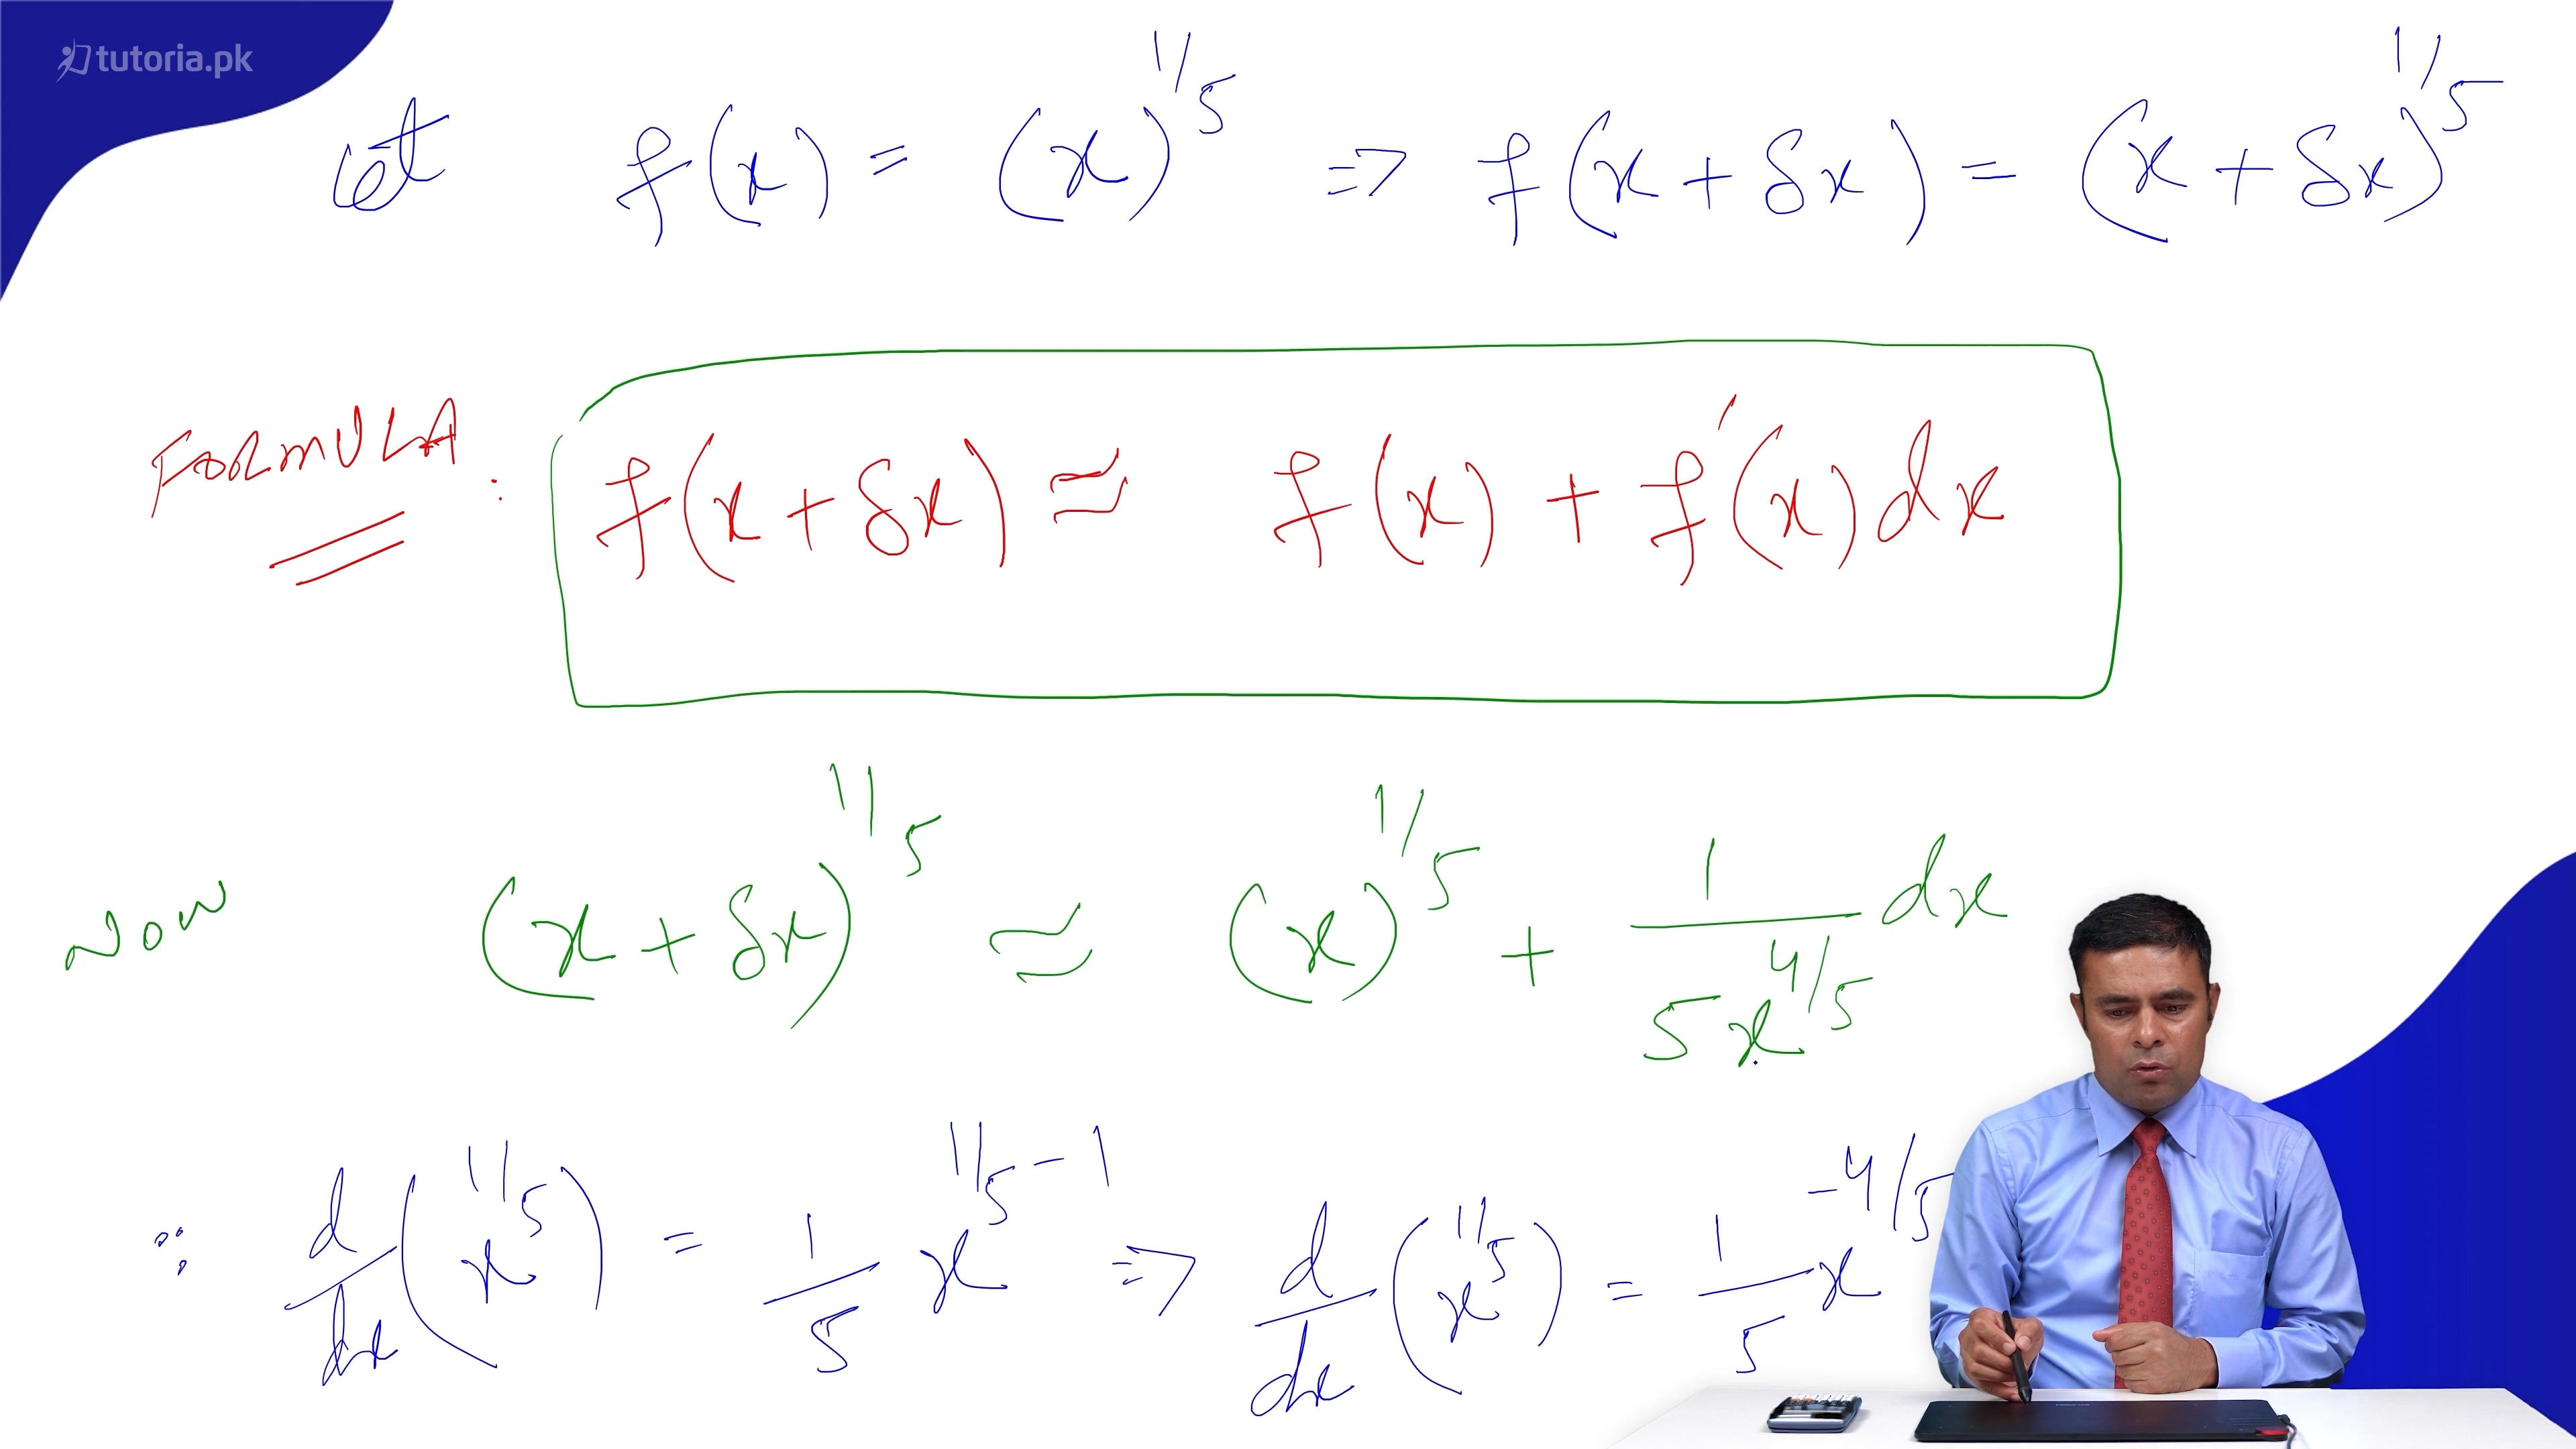 tutoria.pk
Let f(x) = (x)^1/5 => f(x + δx) = (x + δx)^1/5
FORMULA : f(x + δx) ≃ f(x) + f'(x) dx
Now (x + δx)^1/5 ≃ (x)^1/5 + 1/(5x^4/5) dx
∵ d/dx (x^1/5) = 1/5 x^1/5 - 1 => d/dx (x^1/5) = 1/5 x^-4/5